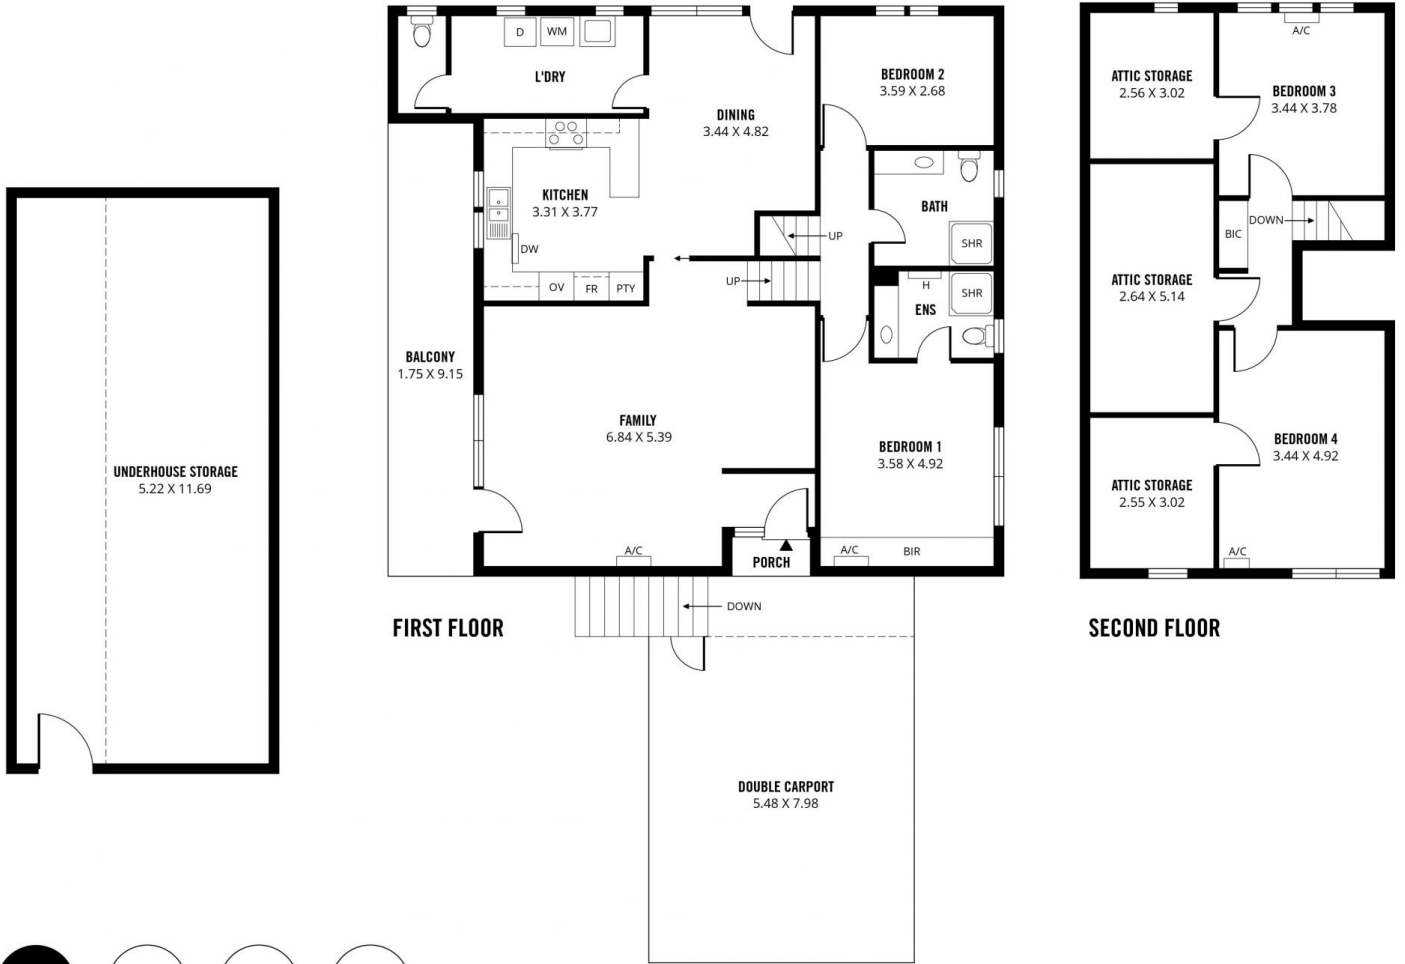 UNDERHOUSE STORAGE
5.22 X 11.69
D
WM
L'DRY
DINING
3.44 X 4.82
BEDROOM 2
3.59 X 2.68
KITCHEN
3.31 X 3.77
DW
OV
FR
PTY
UP
UP
BATH
SHR
H
SHR
ENS
BALCONY
1.75 X 9.15
FAMILY
6.84 X 5.39
BEDROOM 1
3.58 X 4.92
A/C
PORCH
A/C
BIR
DOWN
FIRST FLOOR
DOUBLE CARPORT
5.48 X 7.98
ATTIC STORAGE
2.56 X 3.02
A/C
BEDROOM 3
3.44 X 3.78
BIC
DOWN
ATTIC STORAGE
2.64 X 5.14
BEDROOM 4
3.44 X 4.92
ATTIC STORAGE
2.55 X 3.02
A/C
SECOND FLOOR